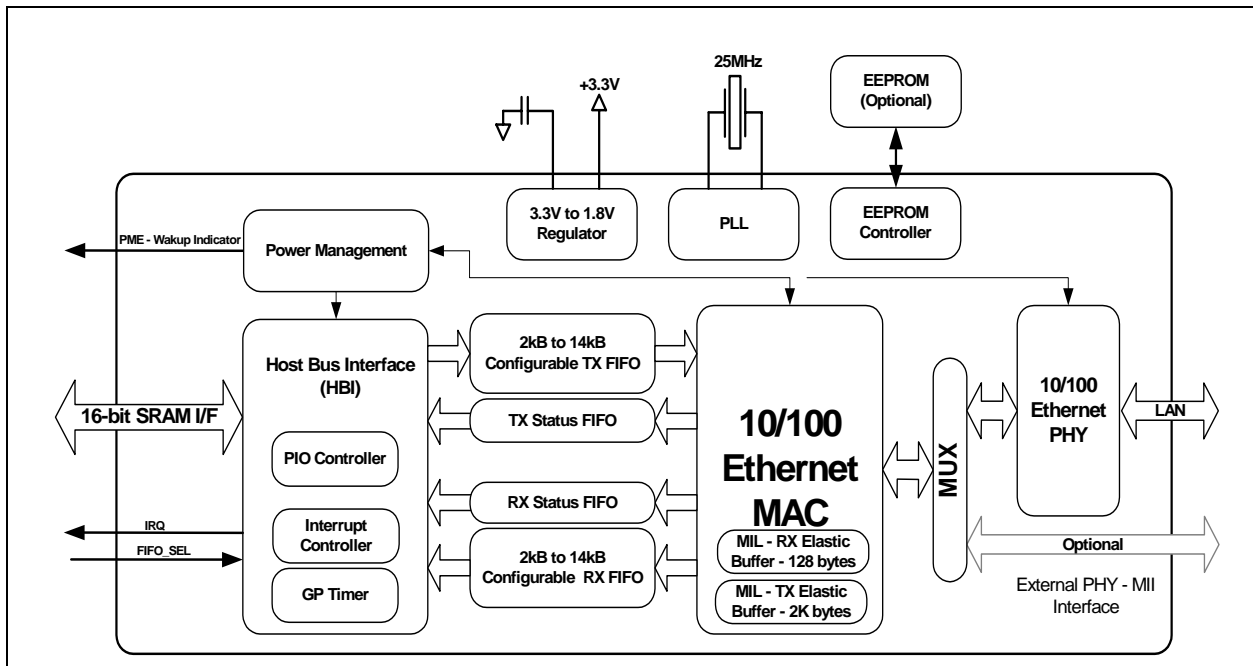 25MHz
+3.3V
EEPROM
(Optional)
3.3V to 1.8V
Regulator
PLL
EEPROM
Controller
PME - Wakup Indicator
Power Management
Host Bus Interface
(HBI)
2kB to 14kB
Configurable TX FIFO
16-bit SRAM I/F
TX Status FIFO
PIO Controller
RX Status FIFO
IRQ
FIFO_SEL
Interrupt
Controller
2kB to 14kB
Configurable RX FIFO
GP Timer
10/100
Ethernet
MAC
MIL - RX Elastic
Buffer - 128 bytes
MIL - TX Elastic
Buffer - 2K bytes
MUX
10/100
Ethernet
PHY
LAN
Optional
External PHY - MII
Interface